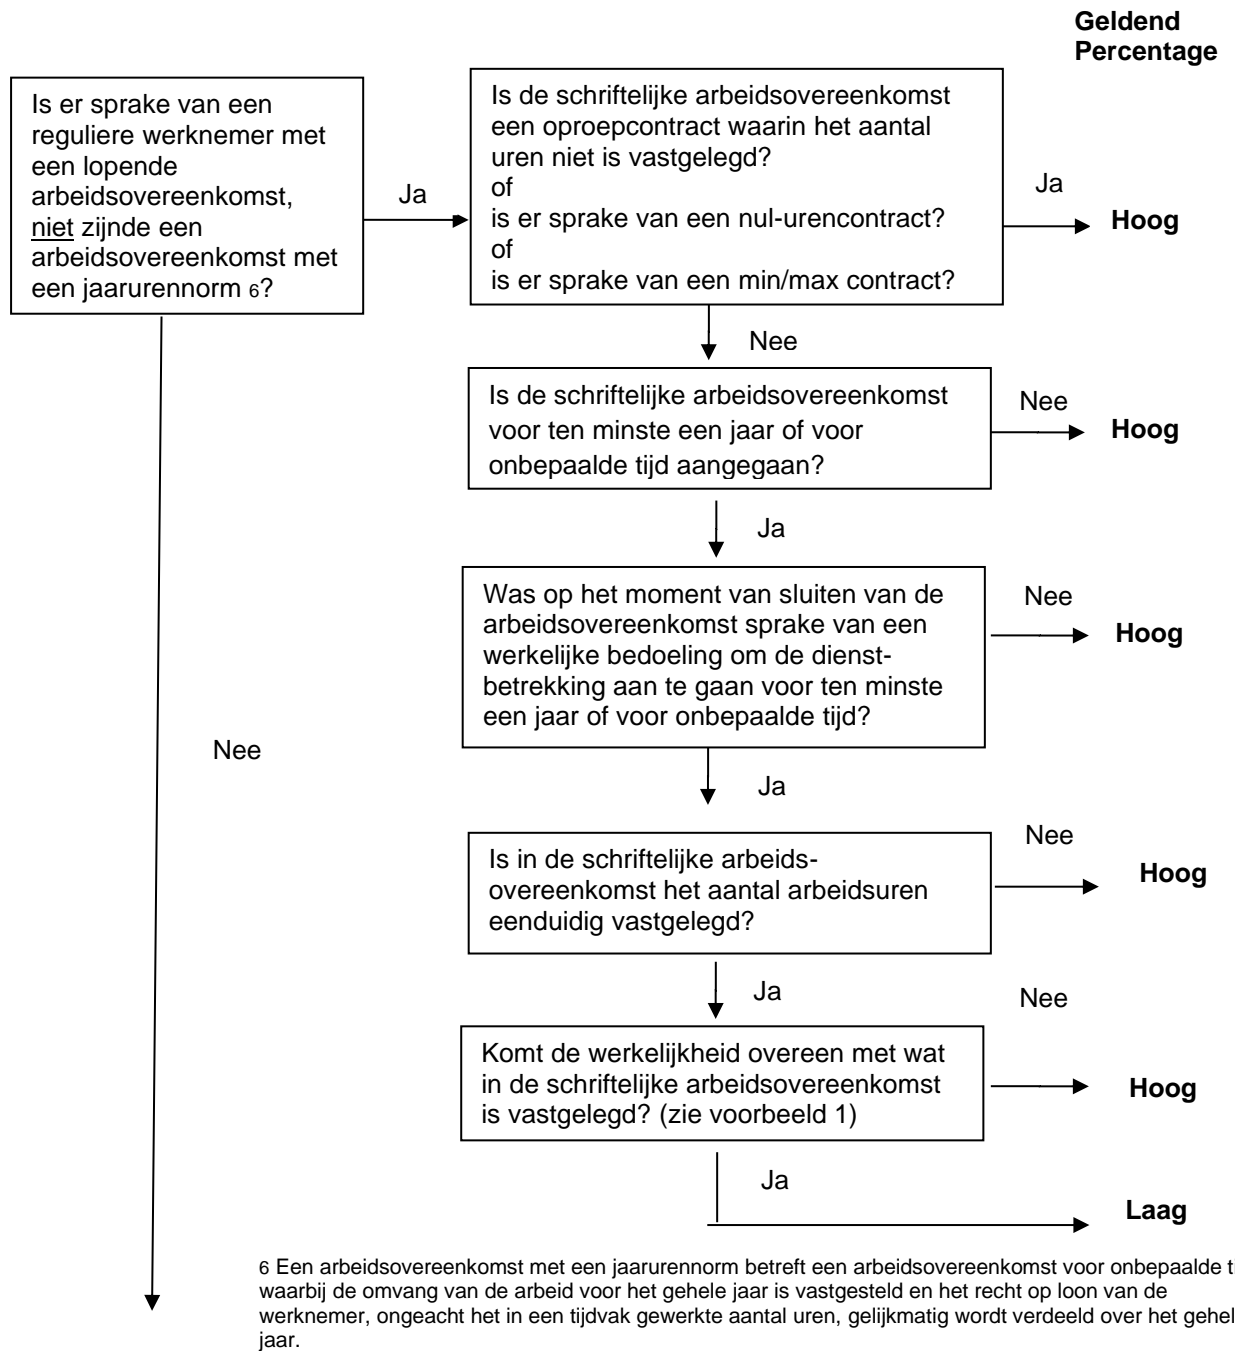 Geldend
Percentage
Is er sprake van een
reguliere werknemer met
een lopende
arbeidsovereenkomst,
niet zijnde een
arbeidsovereenkomst met
een jaarurennorm 6?
Ja
Is de schriftelijke arbeidsovereenkomst
een oproepcontract waarin het aantal
uren niet is vastgelegd?
of
is er sprake van een nul-urencontract?
of
is er sprake van een min/max contract?
Ja
Hoog
Nee
Is de schriftelijke arbeidsovereenkomst
voor ten minste een jaar of voor
onbepaalde tijd aangegaan?
Nee
Hoog
Ja
Was op het moment van sluiten van de
arbeidsovereenkomst sprake van een
werkelijke bedoeling om de dienst-
betrekking aan te gaan voor ten minste
een jaar of voor onbepaalde tijd?
Nee
Hoog
Nee
Ja
Is in de schriftelijke arbeids-
overeenkomst het aantal arbeidsuren
eenduidig vastgelegd?
Nee
Hoog
Ja
Nee
Komt de werkelijkheid overeen met wat
in de schriftelijke arbeidsovereenkomst
is vastgelegd? (zie voorbeeld 1)
Hoog
Ja
Laag
6 Een arbeidsovereenkomst met een jaarurennorm betreft een arbeidsovereenkomst voor onbepaalde ti
waarbij de omvang van de arbeid voor het gehele jaar is vastgesteld en het recht op loon van de
werknemer, ongeacht het in een tijdvak gewerkte aantal uren, gelijkmatig wordt verdeeld over het gehel
jaar.